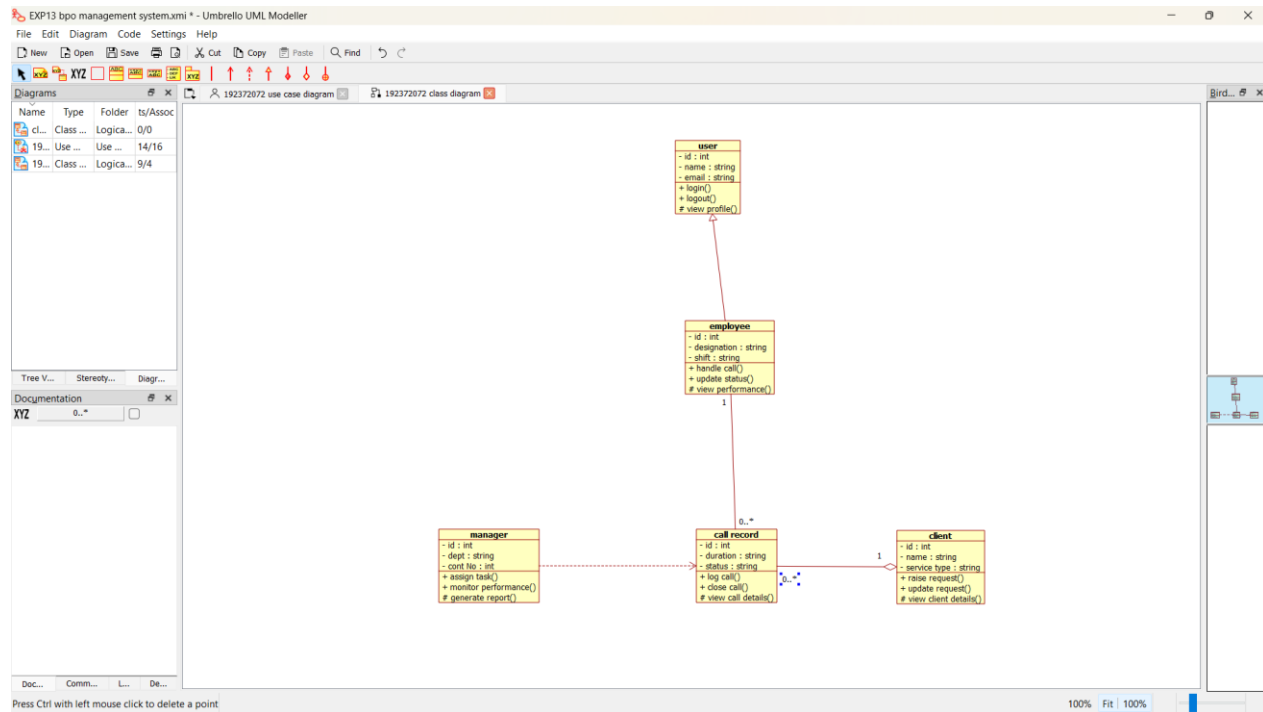 EXP13 bpo management system.xmi * - Umbrello UML Modeller
File Edit Diagram Code Settings Help
New Open Save Cut Copy Paste Find
XYZ XYZ
Diagrams
192372072 use case diagram
192372072 class diagram
Bird...
Name Type Folder ts/Assoc
cl... Class ... Logica... 0/0
19... Use ... Use ... 14/16
19... Class ... Logica... 9/4
Tree V... Stereoty... Diagr...
Documentation
XYZ 0..*
user
- id : int
- name : string
- email : string
+ login()
+ logout()
# view profile()
employee
- id : int
- designation : string
- shift : string
+ handle call()
+ update status()
# view performance()
1
0..*
manager
- id : int
- dept : string
- cont No : int
+ assign task()
+ monitor performance()
# generate report()
call record
- id : int
- duration : string
- status : string
+ log call()
+ close call()
# view call details()
0..*
1
client
- id : int
- name : string
- service type : string
+ raise request()
+ update request()
# view client details()
Doc... Comm... L... De...
Press Ctrl with left mouse click to delete a point
100% Fit 100%